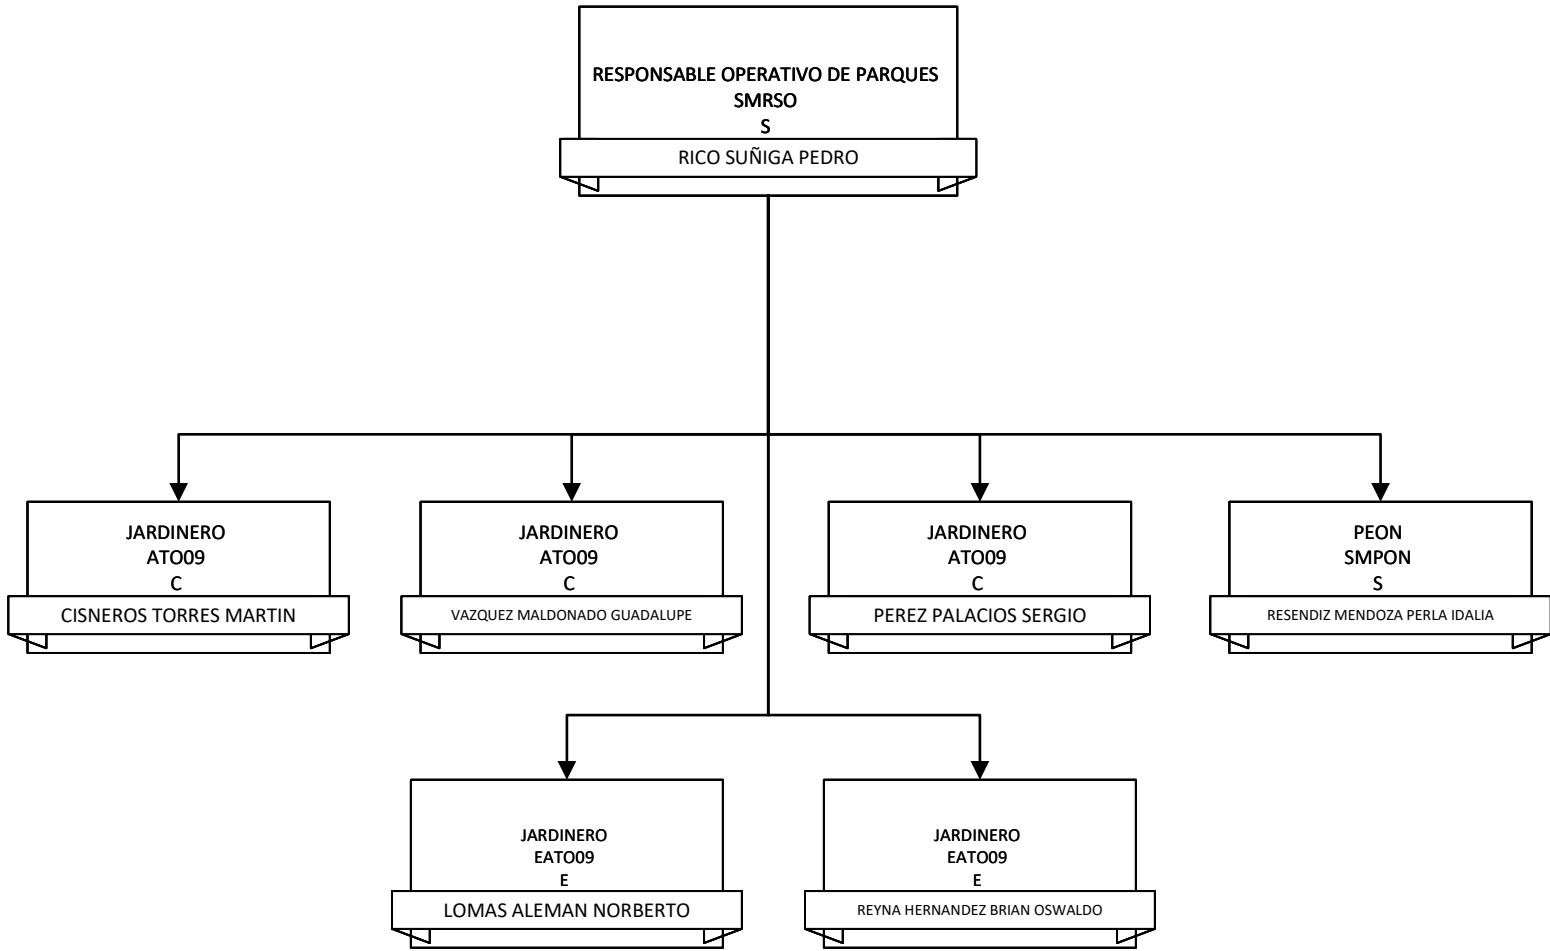 RESPONSABLE OPERATIVO DE PARQUES
SMRSO
S
RICO SUÑIGA PEDRO
JARDINERO
ATO09
C
CISNEROS TORRES MARTIN
JARDINERO
ATO09
C
VAZQUEZ MALDONADO GUADALUPE
JARDINERO
ATO09
C
PEREZ PALACIOS SERGIO
PEON
SMPON
S
RESENDIZ MENDOZA PERLA IDALIA
JARDINERO
EATO09
E
LOMAS ALEMAN NORBERTO
JARDINERO
EATO09
E
REYNA HERNANDEZ BRIAN OSWALDO